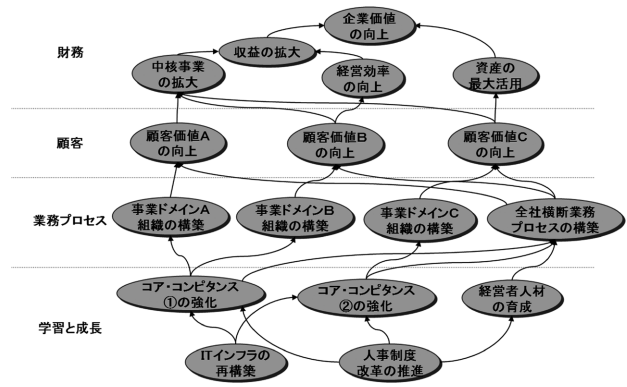 企業価値
の向上
財務
収益の拡大
中核事業
の拡大
経営効率
の向上
資産の
最大活用
顧客
顧客価値A
の向上
顧客価値B
の向上
顧客価値C
の向上
業務プロセス
事業ドメインA
組織の構築
事業ドメインB
組織の構築
事業ドメインC
組織の構築
全社横断業務
プロセスの構築
学習と成長
コア・コンピタンス
①の強化
コア・コンピタンス
②の強化
経営者人材
の育成
ITインフラの
再構築
人事制度
改革の推進